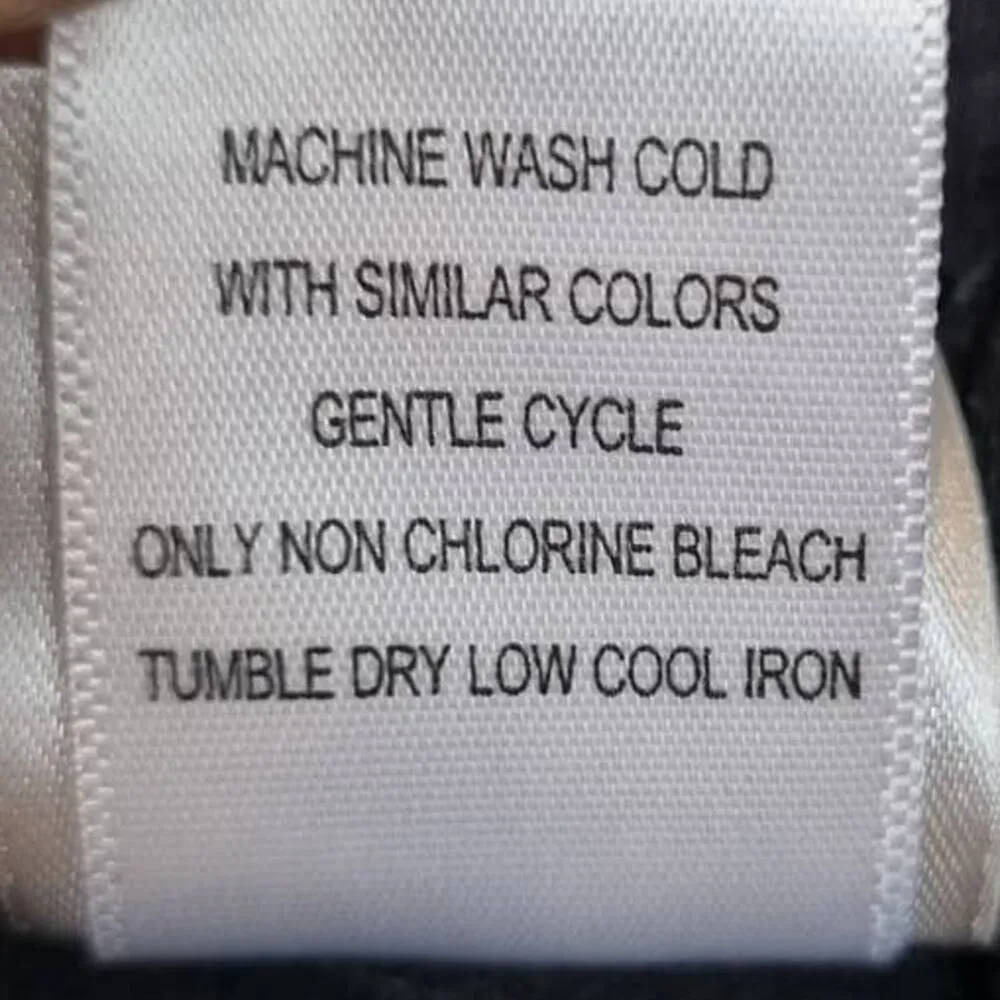 MACHINE WASH COLD
WITH SIMILAR COLORS
GENTLE CYCLE
ONLY NON CHLORINE BLEACH
TUMBLE DRY LOW COOL IRON